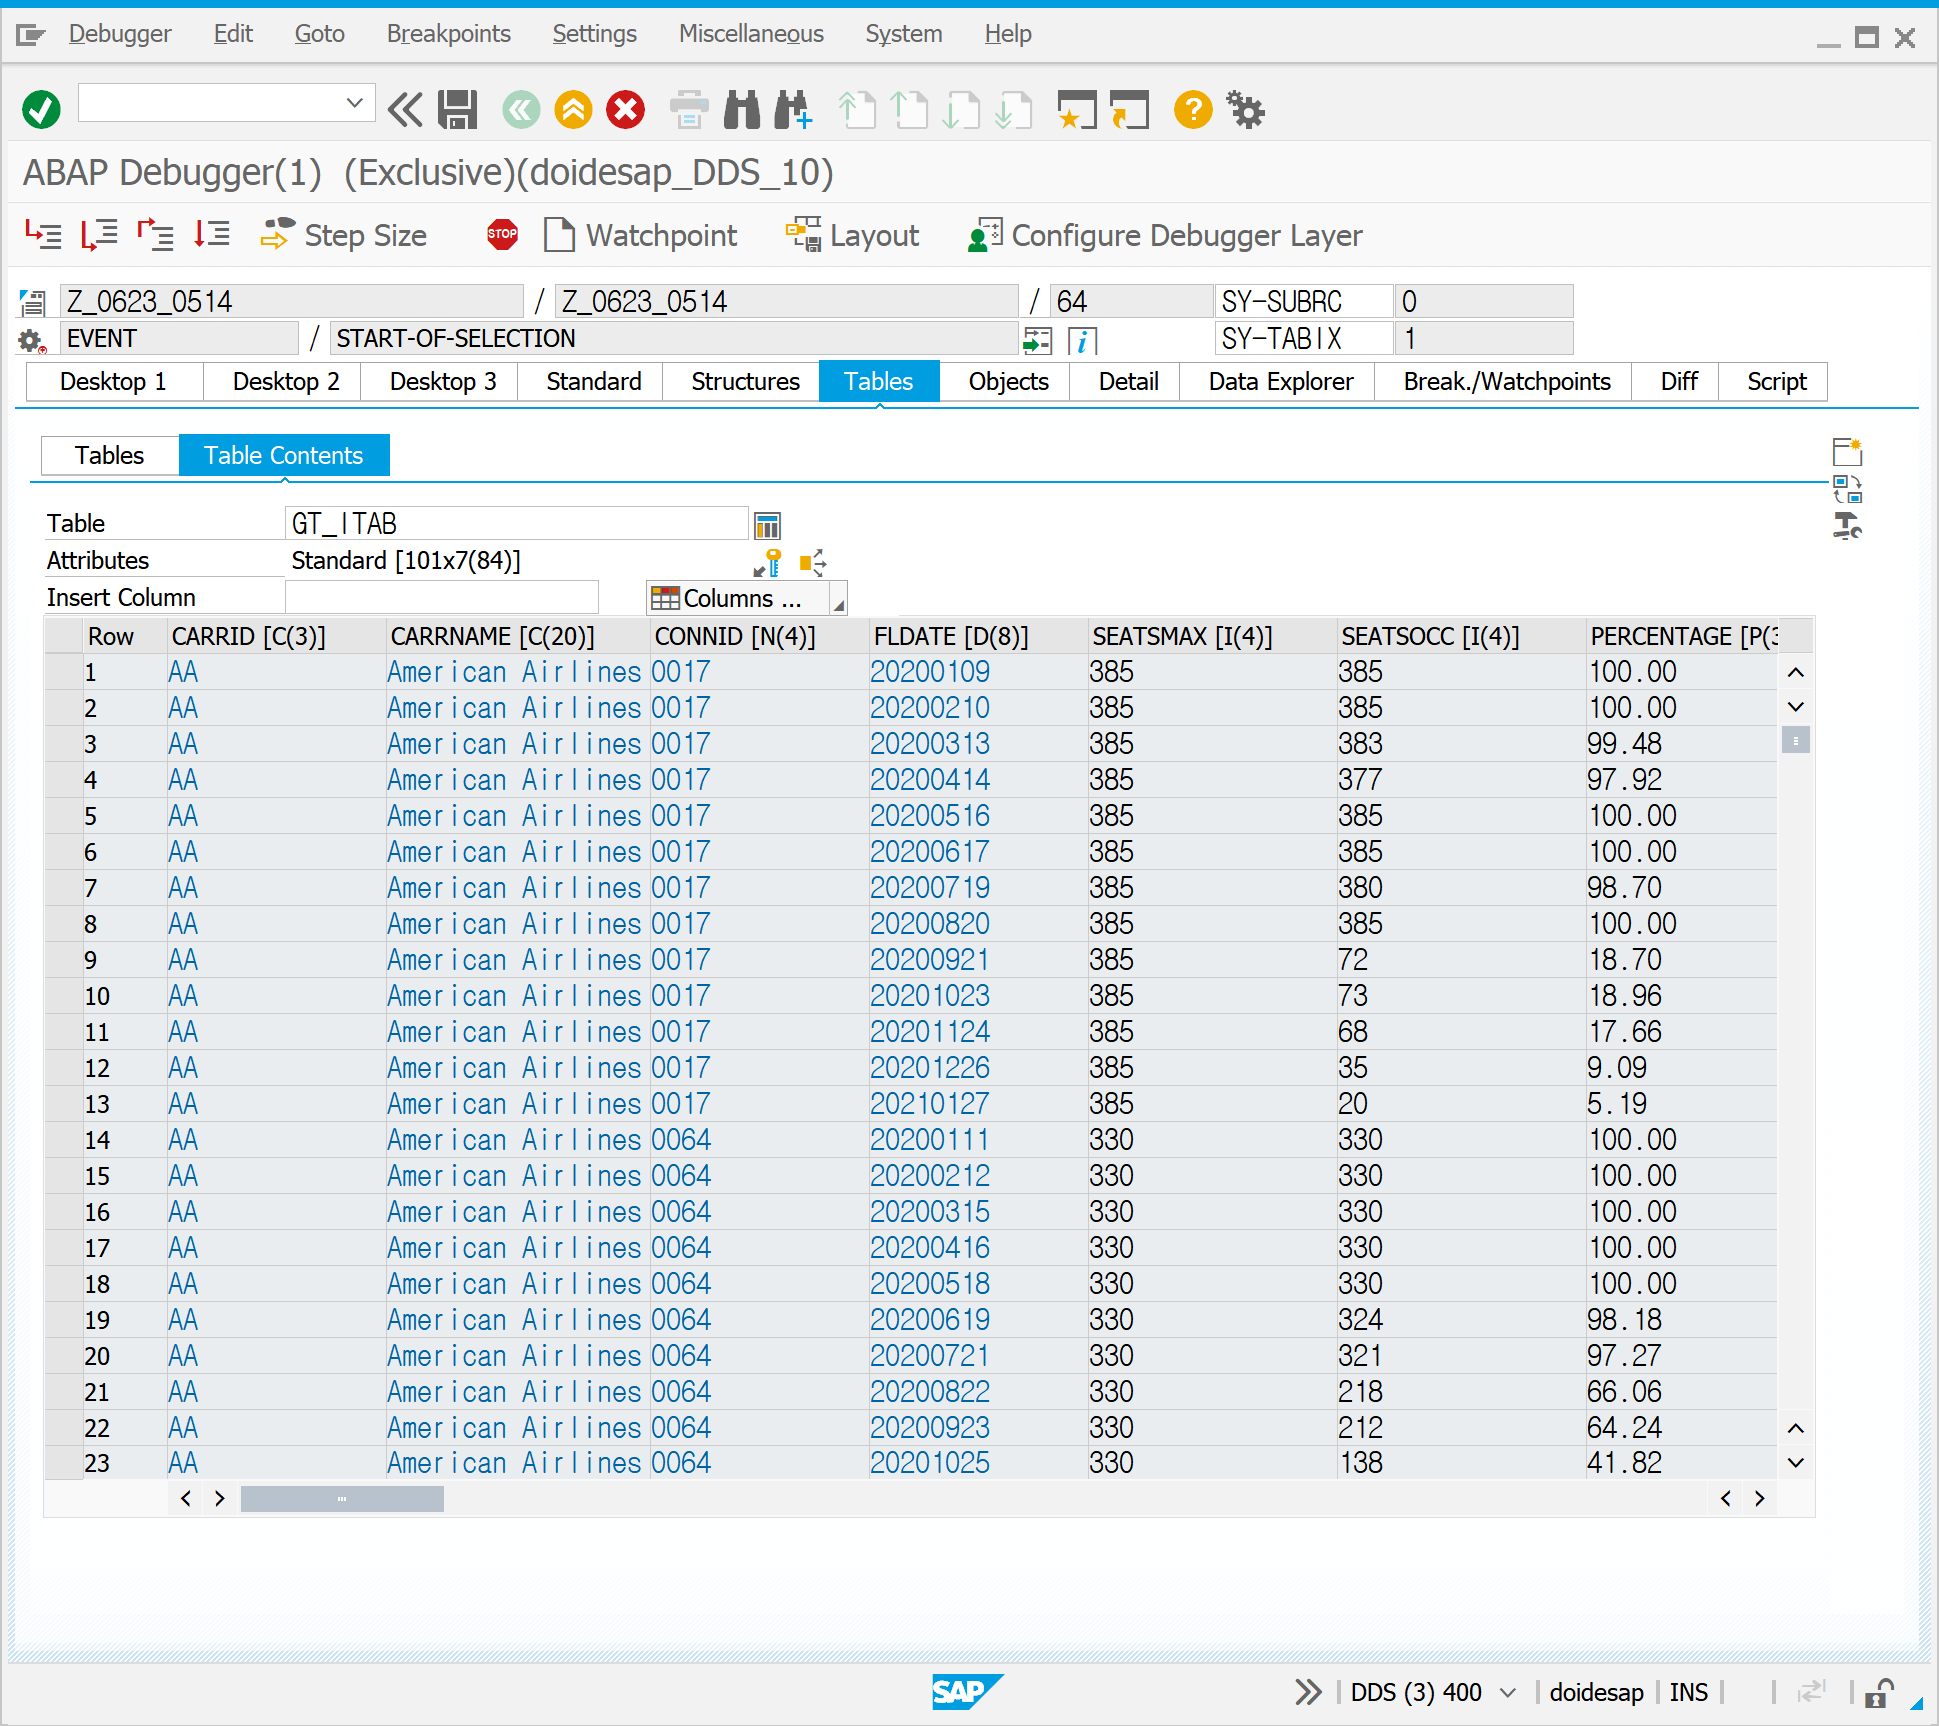 Debugger Edit Goto Breakpoints Settings Miscellaneous System Help
ABAP Debugger(1) (Exclusive)(doidesap_DDS_10)
Step Size STOP Watchpoint Layout Configure Debugger Layer
Z_0623_0514 / Z_0623_0514 / 64 SY-SUBRC 0
EVENT / START-OF-SELECTION SY-TABIX 1
Desktop 1 Desktop 2 Desktop 3 Standard Structures Tables Objects Detail Data Explorer Break./Watchpoints Diff Script
Tables Table Contents
Table GT_ITAB
Attributes Standard [101x7(84)]
Insert Column Columns ...
Row CARRID [C(3)] CARRNAME [C(20)] CONNID [N(4)] FLDATE [D(8)] SEATSMAX [I(4)] SEATSOCC [I(4)] PERCENTAGE [P(3
1 AA American Airlines 0017 20200109 385 385 100.00
2 AA American Airlines 0017 20200210 385 385 100.00
3 AA American Airlines 0017 20200313 385 383 99.48
4 AA American Airlines 0017 20200414 385 377 97.92
5 AA American Airlines 0017 20200516 385 385 100.00
6 AA American Airlines 0017 20200617 385 385 100.00
7 AA American Airlines 0017 20200719 385 380 98.70
8 AA American Airlines 0017 20200820 385 385 100.00
9 AA American Airlines 0017 20200921 385 72 18.70
10 AA American Airlines 0017 20201023 385 73 18.96
11 AA American Airlines 0017 20201124 385 68 17.66
12 AA American Airlines 0017 20201226 385 35 9.09
13 AA American Airlines 0017 20210127 385 20 5.19
14 AA American Airlines 0064 20200111 330 330 100.00
15 AA American Airlines 0064 20200212 330 330 100.00
16 AA American Airlines 0064 20200315 330 330 100.00
17 AA American Airlines 0064 20200416 330 330 100.00
18 AA American Airlines 0064 20200518 330 330 100.00
19 AA American Airlines 0064 20200619 330 324 98.18
20 AA American Airlines 0064 20200721 330 321 97.27
21 AA American Airlines 0064 20200822 330 218 66.06
22 AA American Airlines 0064 20200923 330 212 64.24
23 AA American Airlines 0064 20201025 330 138 41.82
SAP DDS (3) 400 doidesap INS